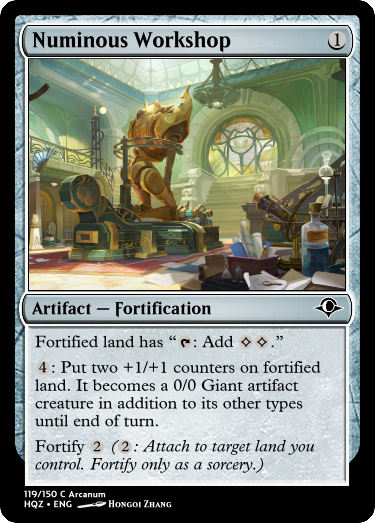 Numinous Workshop 1
Artifact — Fortification
Fortified land has “T: Add ◇◇.”
4: Put two +1/+1 counters on fortified
land. It becomes a 0/0 Giant artifact
creature in addition to its other types
until end of turn.
Fortify 2 (2: Attach to target land you
control. Fortify only as a sorcery.)
119/150 C Arcanum
HQZ • ENG Hongqi Zhang